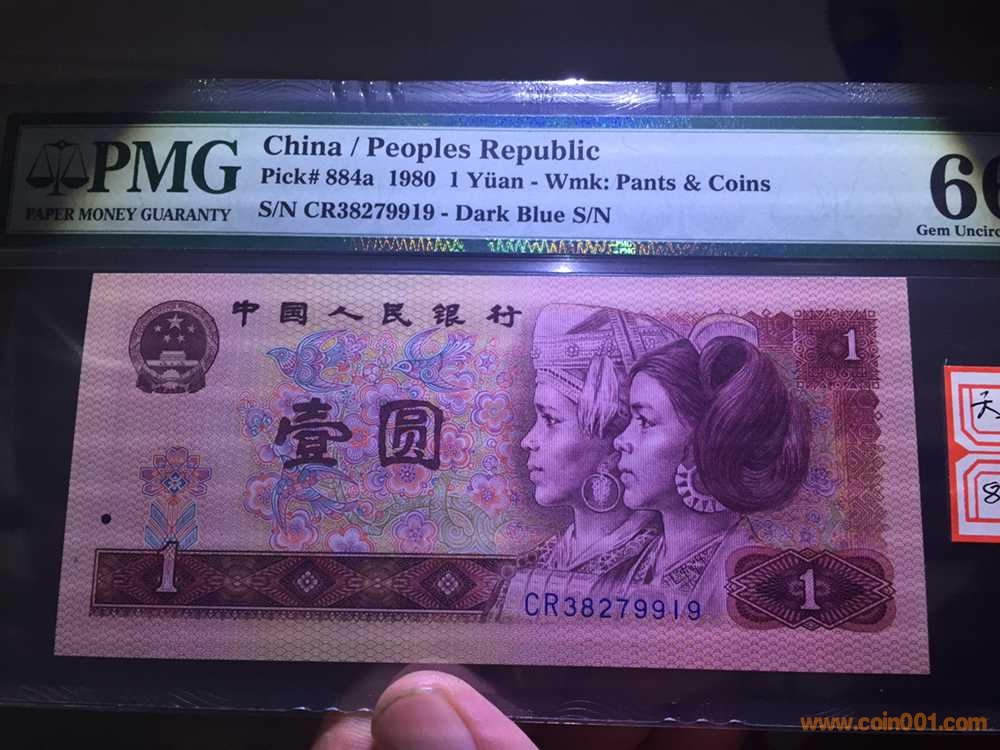 PMG
PAPER MONEY GUARANTY
China / Peoples Republic
Pick# 884a 1980 1 Yüan - Wmk: Pants & Coins
S/N CR38279919 - Dark Blue S/N
Gem
中国人民银行
1
壹圆
1
1
CR38279919
8
www.coin001.com